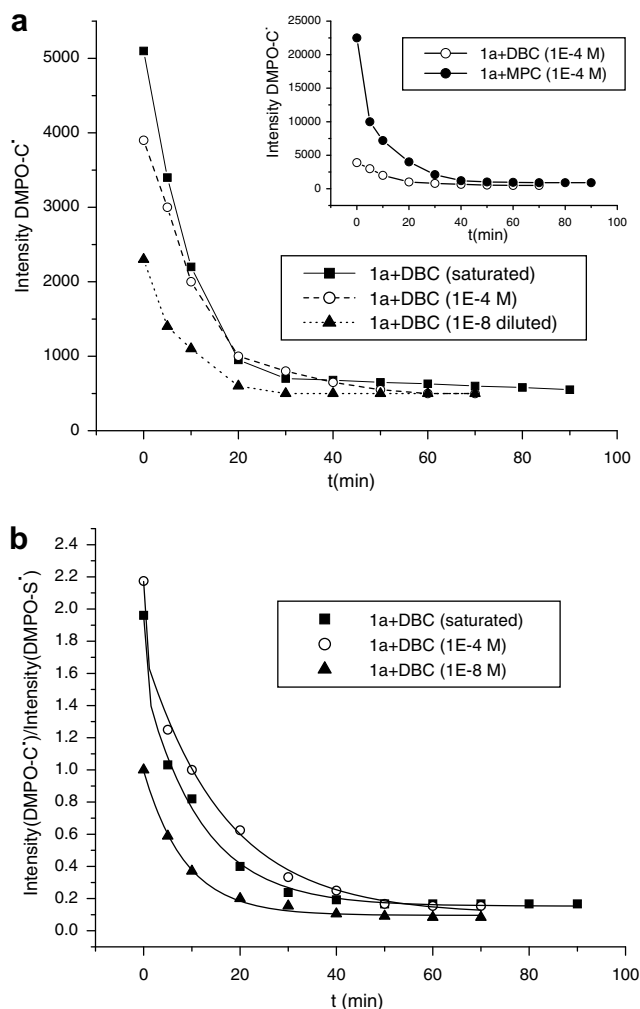 a
Intensity DMPO-C•
5000
4000
3000
2000
1000
0
0 20 40 60 80 100
t(min)
1a+DBC (saturated)
1a+DBC (1E-4 M)
1a+DBC (1E-8 diluted)
Intensity DMPO-C•
25000
22500
17500
12500
7500
5000
0
0 20 40 60 80 100
t(min)
1a+DBC (1E-4 M)
1a+MPC (1E-4 M)
b
Intensity(DMPO-C•)/Intensity(DMPO-S•)
2.4
2.2
2.0
1.8
1.6
1.4
1.2
1.0
0.8
0.6
0.4
0.2
0.0
0 20 40 60 80 100
t (min)
1a+DBC (saturated)
1a+DBC (1E-4 M)
1a+DBC (1E-8 M)